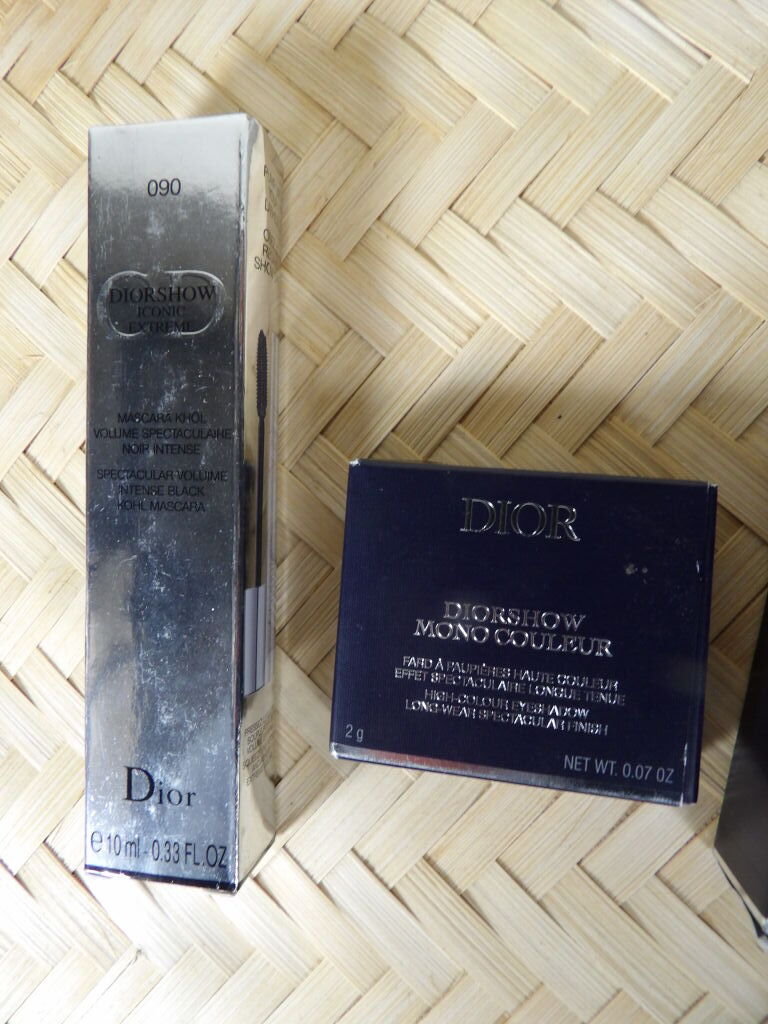 090
DIORSHOW
ICONIC
EXTREME
MASCARA KHÔL
VOLUME SPECTACULAIRE
NOIR INTENSE
SPECTACULAR VOLUIME
INTENSE BLACK
KOHL MASCARA
Dior
e 10 ml - 0.33 FL.OZ
DIOR
DIORSHOW
MONO COULEUR
FARD À PAUPIÈRES HAUTE COULEUR
EFFET SPECTACULAIRE LONGUE TENUE
HIGH-COLOUR EYESHADOW
LONG-WEAR SPECTACULAR FINISH
2 g
NET WT. 0.07 OZ